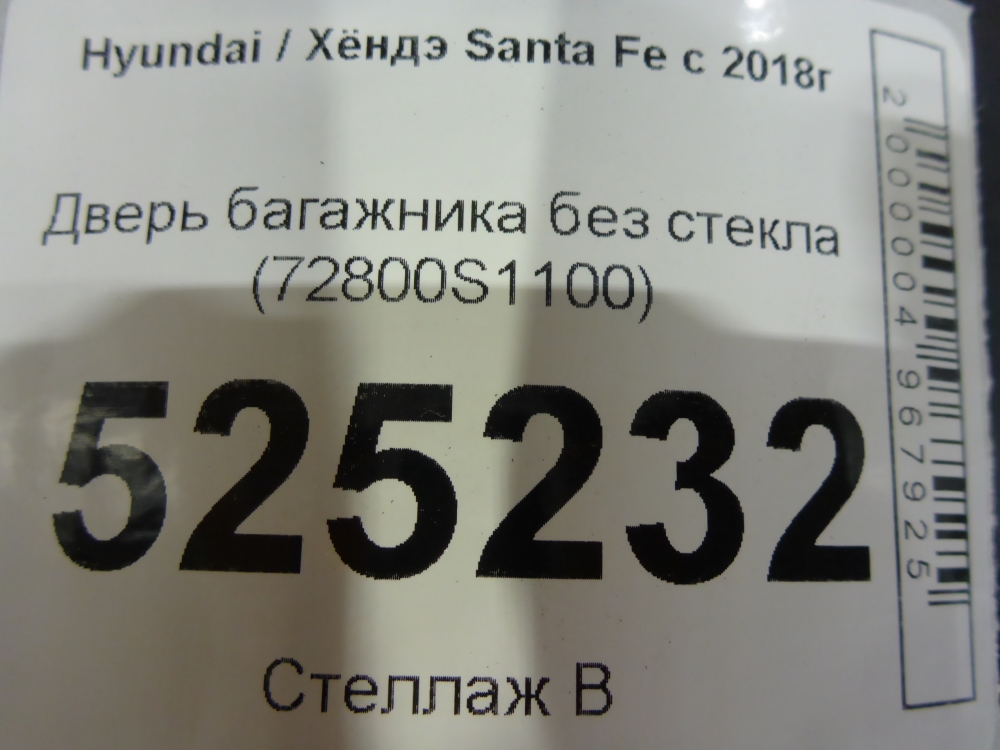 Hyundai / Хёндэ Santa Fe с 2018г
Дверь багажника без стекла
(72800S1100)
525232
Стеллаж В
2000004967925